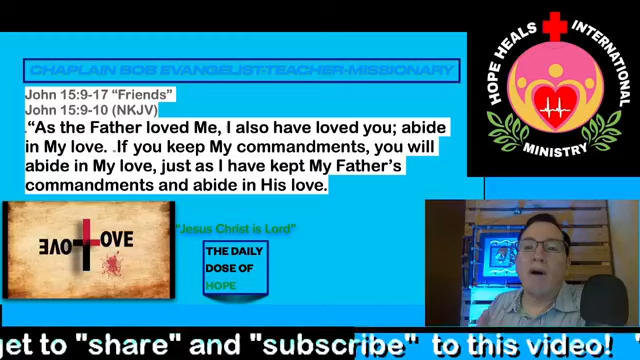 CHAPLAIN BOB EVANGELIST-TEACHER-MISSIONARY
John 15:9-17 “Friends”
John 15:9-10 (NKJV)
“As the Father loved Me, I also have loved you; abide
in My love. If you keep My commandments, you will
abide in My love, just as I have kept My Father’s
commandments and abide in His love.
HOPE HEALS INTERNATIONAL
MINISTRY
LOVE
OVE
"Jesus Christ is Lord”
THE DAILY
DOSE OF
HOPE
get to "share" and "subscribe" to this video!